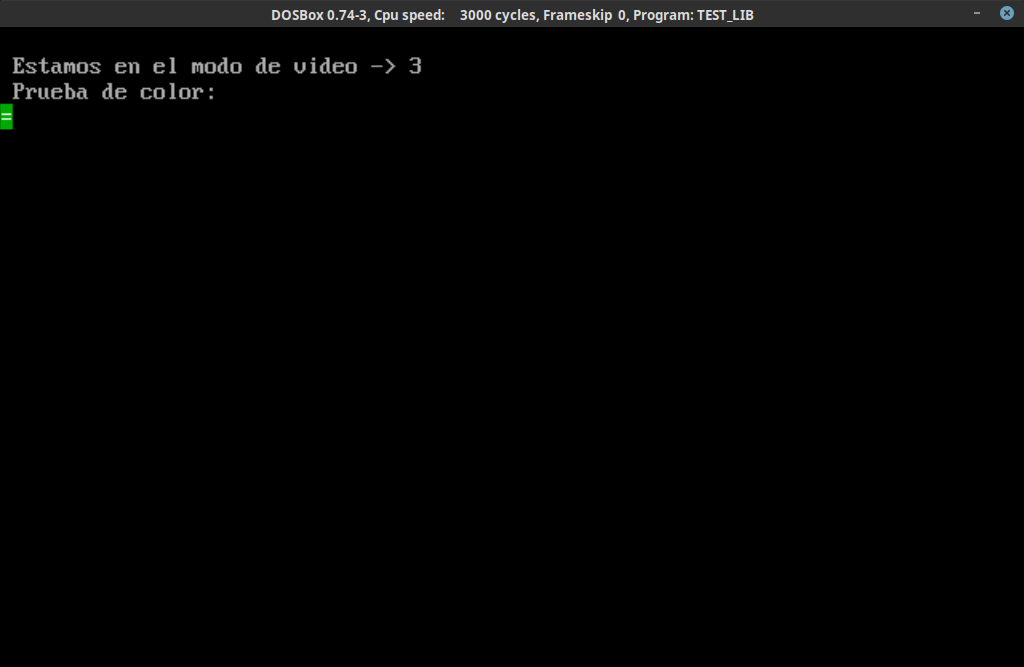 DOSBox 0.74-3, Cpu speed:    3000 cycles, Frameskip  0, Program: TEST_LIB
Estamos en el modo de video -> 3
Prueba de color:
=